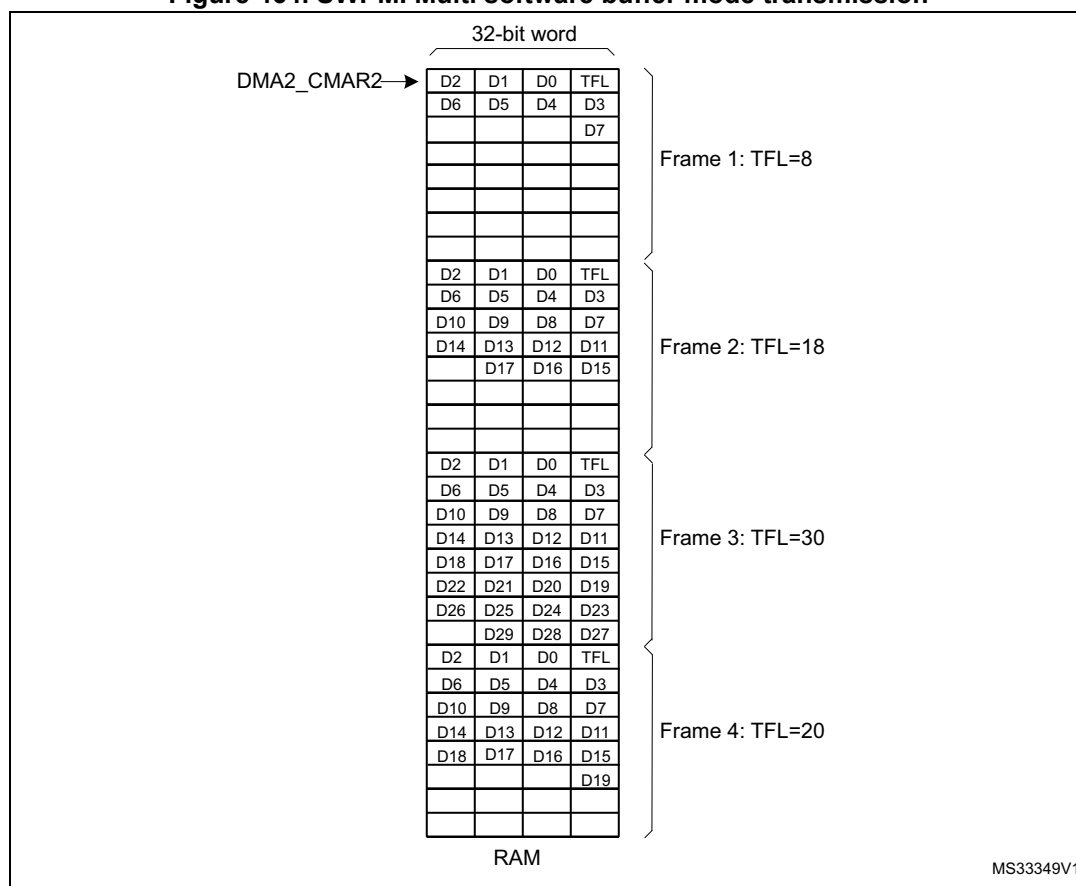 Figure SWPMI Multi software buffer mode transmission
32-bit word
DMA2_CMAR2
D2 D1 D0 TFL
D6 D5 D4 D3
D7
Frame 1: TFL=8
D2 D1 D0 TFL
D6 D5 D4 D3
D10 D9 D8 D7
D14 D13 D12 D11
D17 D16 D15
Frame 2: TFL=18
D2 D1 D0 TFL
D6 D5 D4 D3
D10 D9 D8 D7
D14 D13 D12 D11
D18 D17 D16 D15
D22 D21 D20 D19
D26 D25 D24 D23
D29 D28 D27
Frame 3: TFL=30
D2 D1 D0 TFL
D6 D5 D4 D3
D10 D9 D8 D7
D14 D13 D12 D11
D18 D17 D16 D15
D19
Frame 4: TFL=20
RAM
MS33349V1